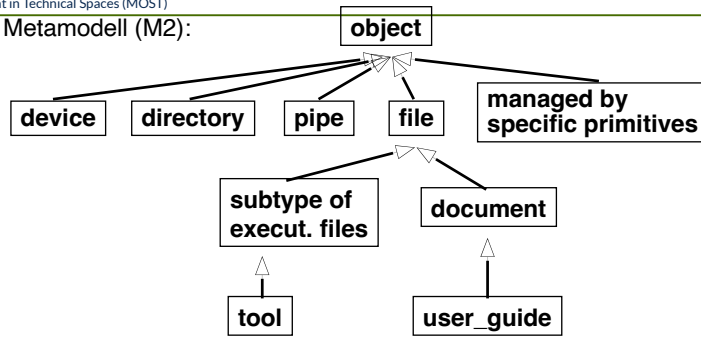 t in Technical Spaces (MOST)
Metamodell (M2):
object
device
directory
pipe
file
managed by
specific primitives
subtype of
execut. files
document
tool
user_guide